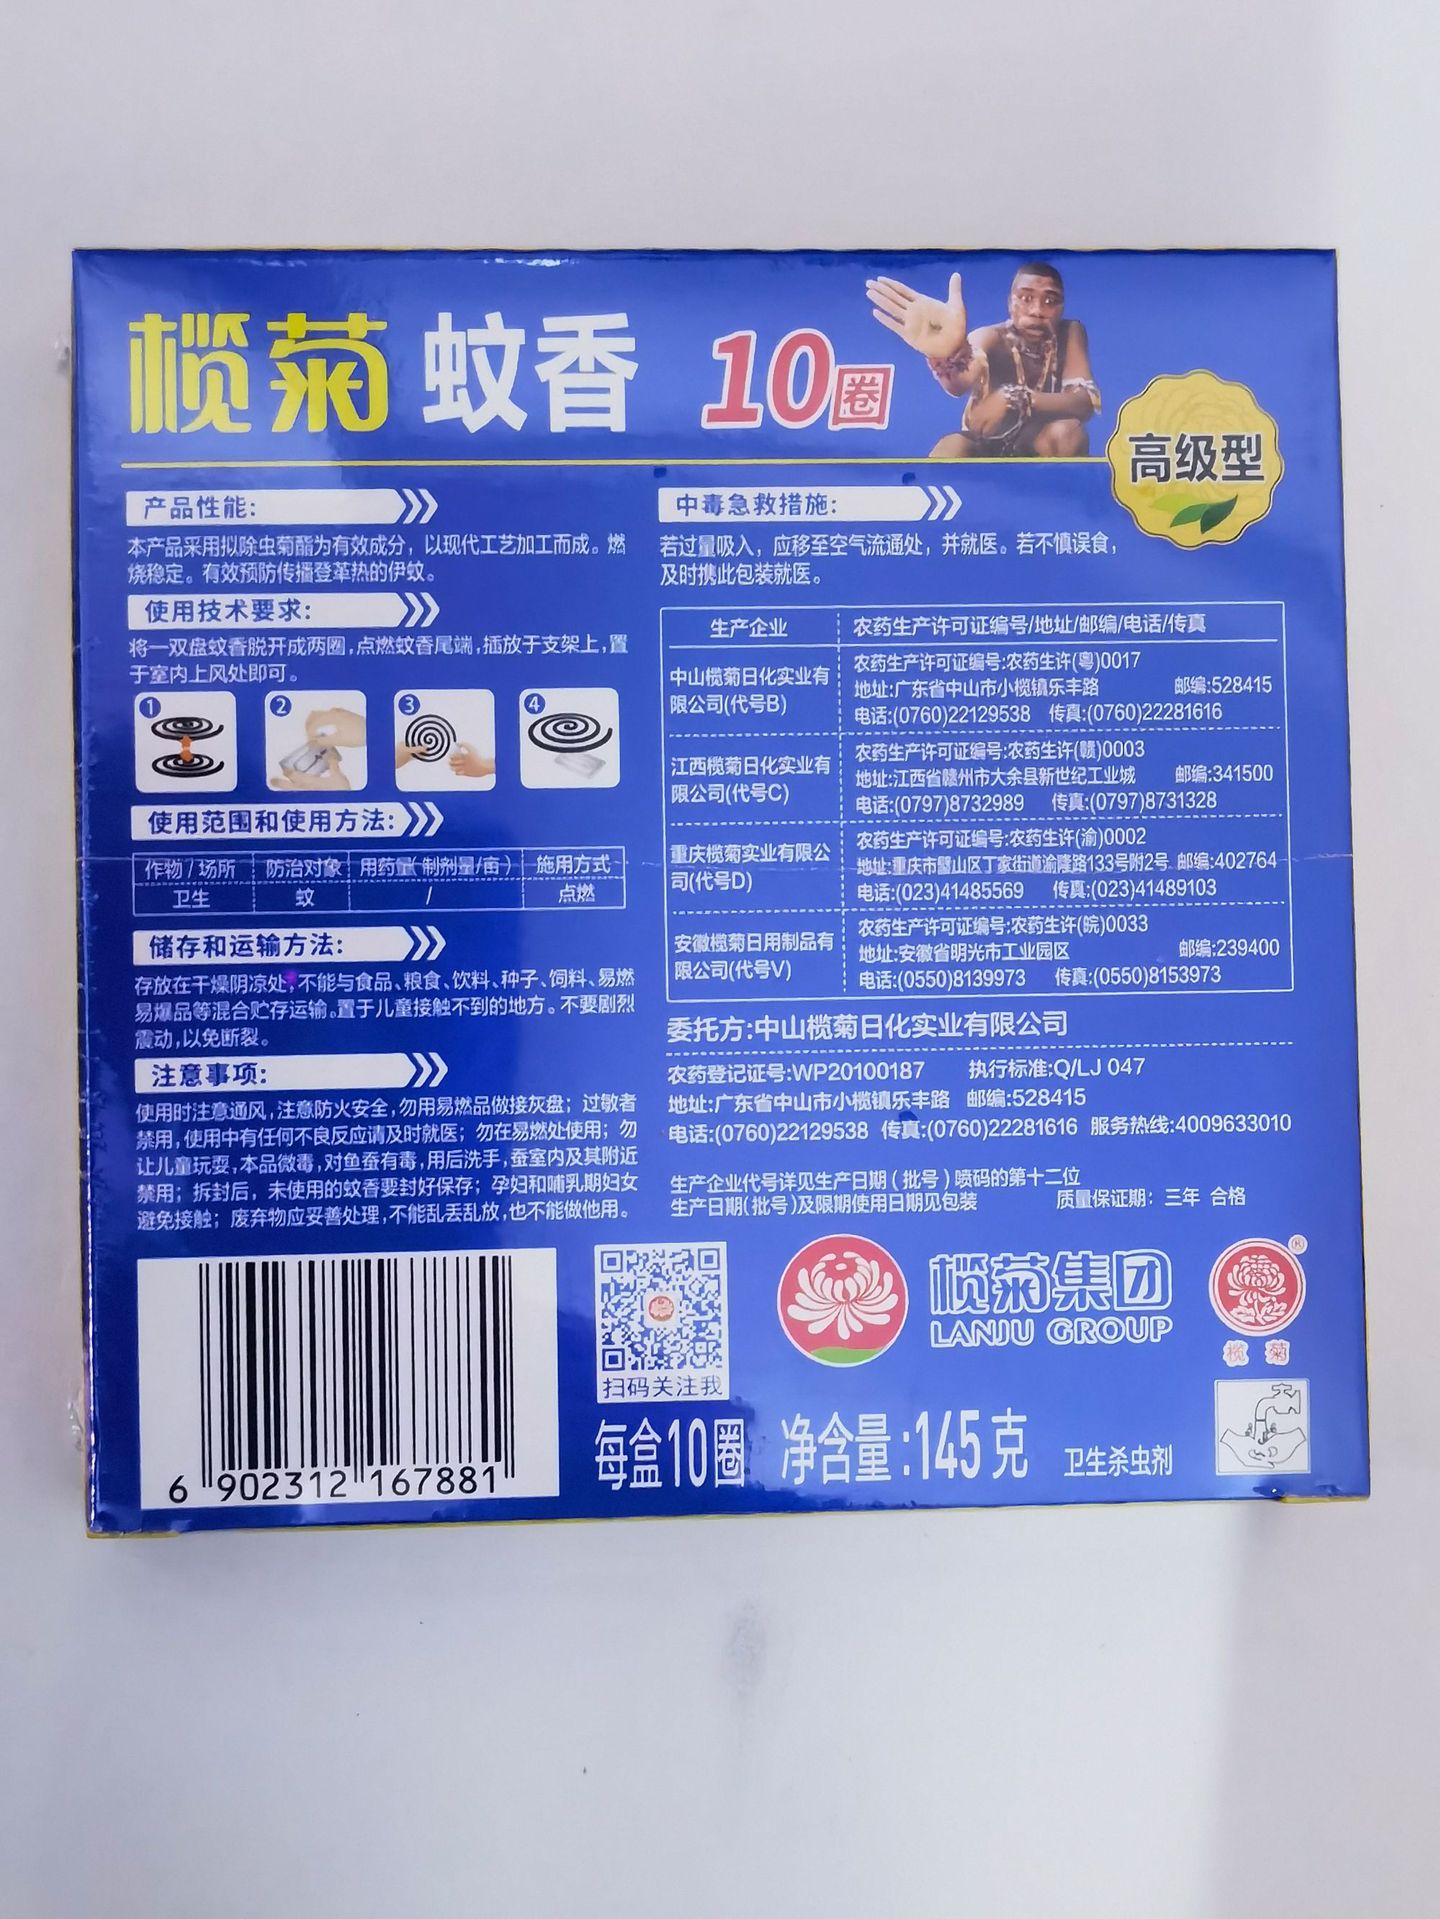 榄菊 蚊香 10圈
高级型
产品性能:
本产品采用拟除虫菊酯为有效成分，以现代工艺加工而成。燃
烧稳定。有效预防传播登革热的伊蚊。
使用技术要求:
将一双盘蚊香脱开成两圈,点燃蚊香尾端,插放于支架上,置
于室内上风处即可。
1 2 3 4
使用范围和使用方法:
作物/场所 防治对象 用药量(制剂量/亩) 施用方式
卫生 蚊 / 点燃
储存和运输方法:
存放在干燥阴凉处,不能与食品、粮食、饮料、种子、饲料、易燃
易爆品等混合贮存运输。置于儿童接触不到的地方。不要剧烈
震动,以免断裂。
注意事项:
使用时注意通风,注意防火安全,勿用易燃品做接灰盘；过敏者
禁用,使用中有任何不良反应请及时就医；勿在易燃处使用；勿
让儿童玩耍,本品微毒,对鱼蚕有毒,用后洗手,蚕室内及其附近
禁用；拆封后，未使用的蚊香要封好保存；孕妇和哺乳期妇女
避免接触；废弃物应妥善处理,不能乱丢乱放,也不能做他用。
6 902312 167881
中毒急救措施:
若过量吸入，应移至空气流通处，并就医。若不慎误食，
及时携此包装就医。
生产企业 农药生产许可证编号/地址/邮编/电话/传真
中山榄菊日化实业有
限公司(代号B)
农药生产许可证编号:农药生许(粤)0017
地址:广东省中山市小榄镇乐丰路 邮编:528415
电话:(0760)22129538 传真:(0760)22281616
江西榄菊日化实业有
限公司(代号C)
农药生产许可证编号:农药生许(赣)0003
地址:江西省赣州市大余县新世纪工业城 邮编:341500
电话:(0797)8732989 传真:(0797)8731328
重庆榄菊实业有限公
司(代号D)
农药生产许可证编号:农药生许(渝)0002
地址:重庆市璧山区丁家街道渝隆路133号附2号 邮编:402764
电话:(023)41485569 传真:(023)41489103
安徽榄菊日用制品有
限公司(代号V)
农药生产许可证编号:农药生许(皖)0033
地址:安徽省明光市工业园区 邮编:239400
电话:(0550)8139973 传真:(0550)8153973
委托方:中山榄菊日化实业有限公司
农药登记证号:WP20100187 执行标准:Q/LJ 047
地址:广东省中山市小榄镇乐丰路 邮编:528415
电话:(0760)22129538 传真:(0760)22281616 服务热线:4009633010
生产企业代号详见生产日期(批号)喷码的第十二位
生产日期(批号)及限期使用日期见包装 质量保证期：三年 合格
扫码关注我
榄菊集团
LANJU GROUP
®
榄菊
每盒10圈 净含量:145克 卫生杀虫剂